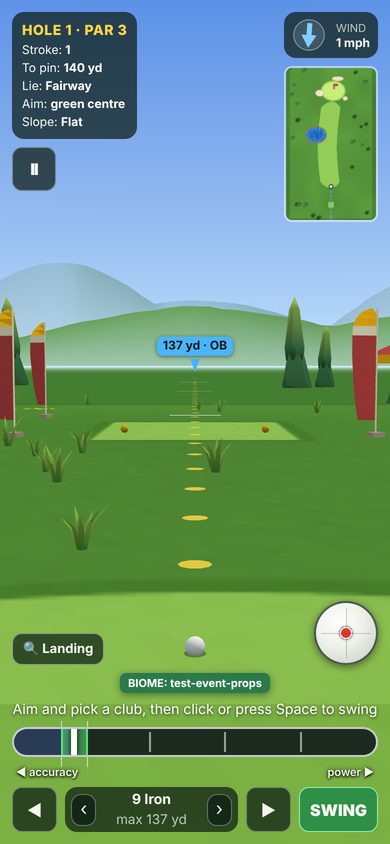 HOLE 1 · PAR 3
Stroke: 1
To pin: 140 yd
Lie: Fairway
Aim: green centre
Slope: Flat
WIND
1 mph
137 yd · OB
🔍 Landing
BIOME: test-event-props
Aim and pick a club, then click or press Space to swing
◀ accuracy
power ▶
◀
‹
9 Iron
max 137 yd
›
▶
SWING